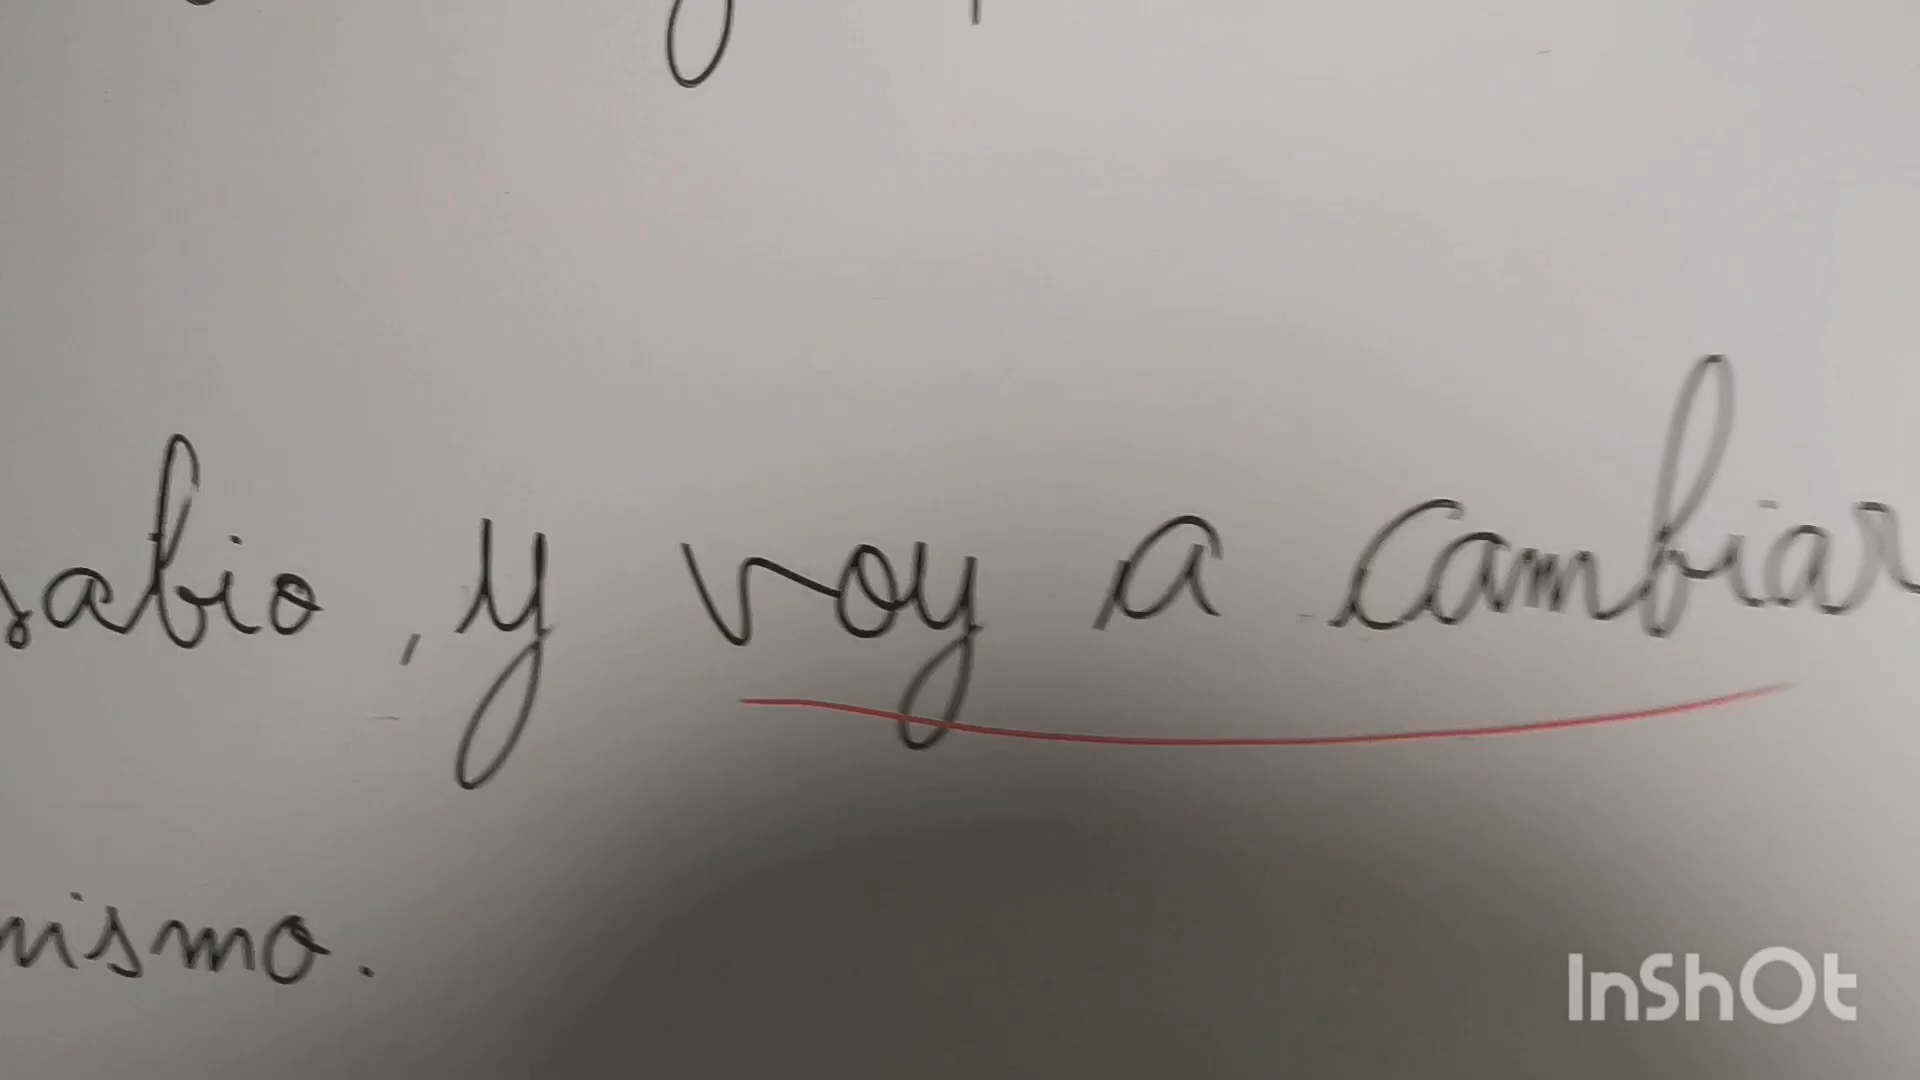 sabio, y voy a cambiar
mismo.
InShOt